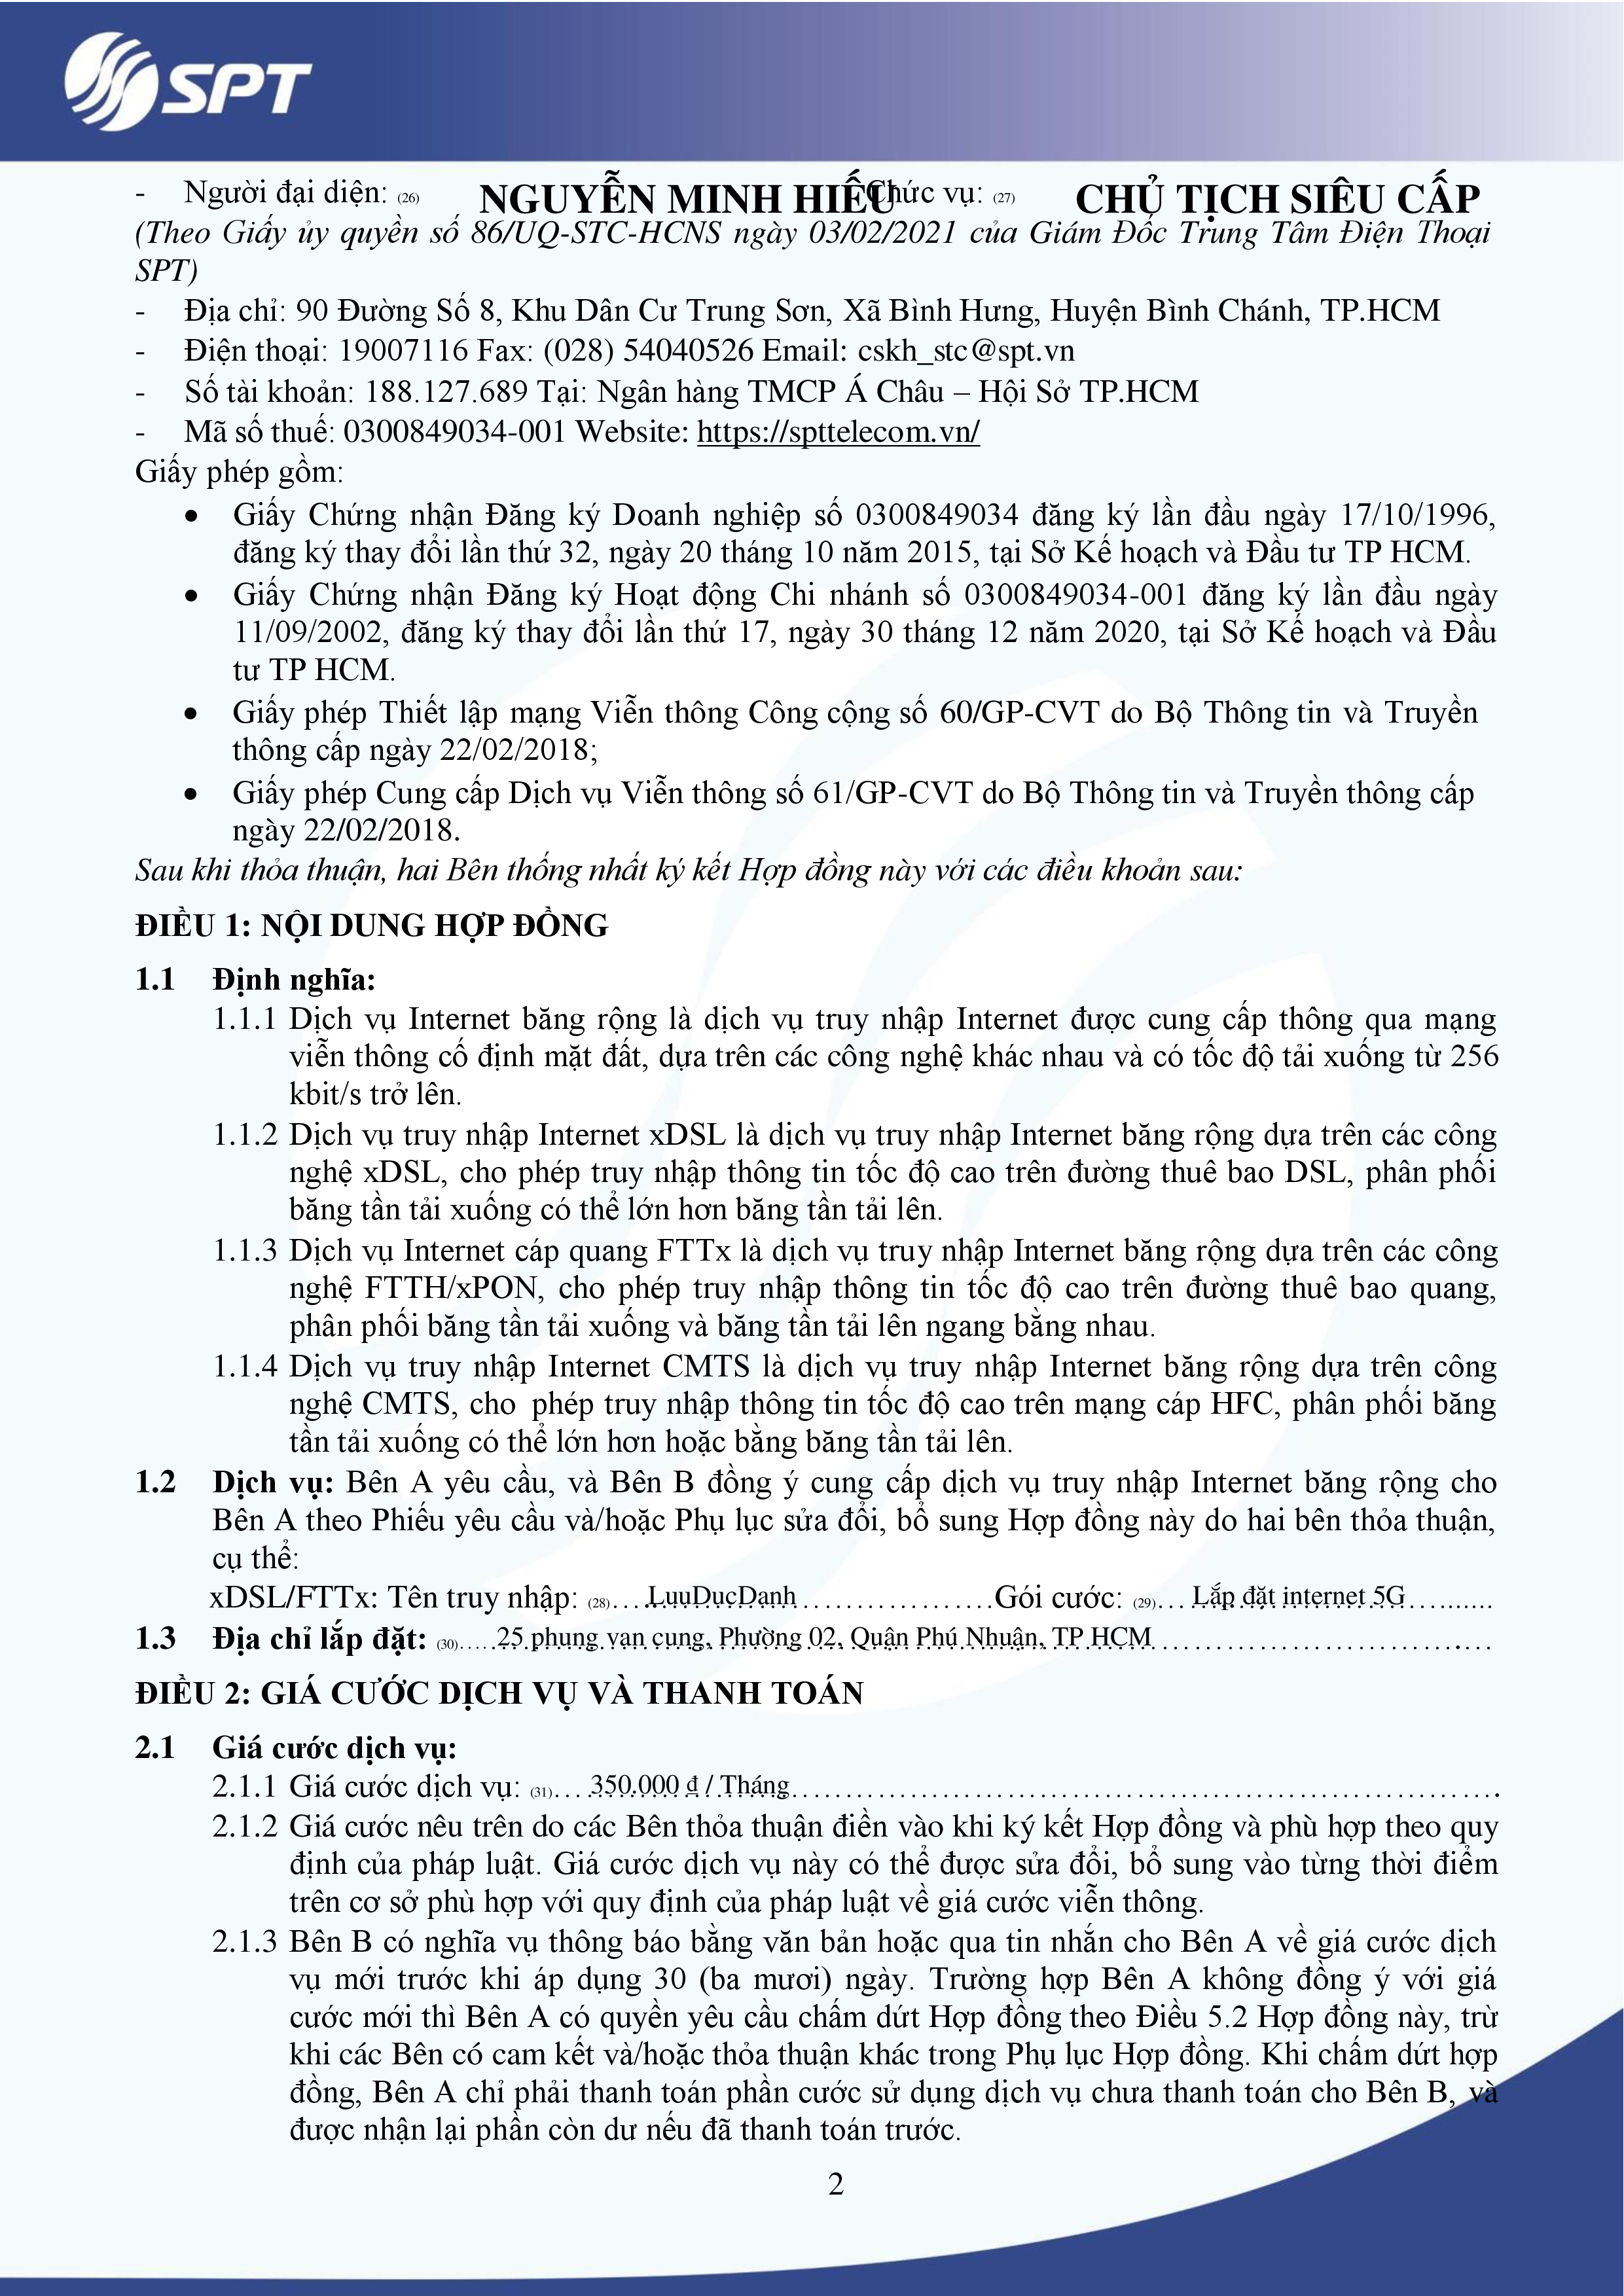 SPT
- Người đại diện: (26) NGUYỄN MINH HIẾU Chức vụ: (27) CHỦ TỊCH SIÊU CẤP
(Theo Giấy ủy quyền số 86/UQ-STC-HCNS ngày 03/02/2021 của Giám Đốc Trung Tâm Điện Thoại
SPT)
- Địa chỉ: 90 Đường Số 8, Khu Dân Cư Trung Sơn, Xã Bình Hưng, Huyện Bình Chánh, TP.HCM
- Điện thoại: 19007116 Fax: (028) 54040526 Email: cskh_stc@spt.vn
- Số tài khoản: 188.127.689 Tại: Ngân hàng TMCP Á Châu – Hội Sở TP.HCM
- Mã số thuế: 0300849034-001 Website: https://spttelecom.vn/
Giấy phép gồm:
• Giấy Chứng nhận Đăng ký Doanh nghiệp số 0300849034 đăng ký lần đầu ngày 17/10/1996,
đăng ký thay đổi lần thứ 32, ngày 20 tháng 10 năm 2015, tại Sở Kế hoạch và Đầu tư TP HCM.
• Giấy Chứng nhận Đăng ký Hoạt động Chi nhánh số 0300849034-001 đăng ký lần đầu ngày
11/09/2002, đăng ký thay đổi lần thứ 17, ngày 30 tháng 12 năm 2020, tại Sở Kế hoạch và Đầu
tư TP HCM.
• Giấy phép Thiết lập mạng Viễn thông Công cộng số 60/GP-CVT do Bộ Thông tin và Truyền
thông cấp ngày 22/02/2018;
• Giấy phép Cung cấp Dịch vụ Viễn thông số 61/GP-CVT do Bộ Thông tin và Truyền thông cấp
ngày 22/02/2018.
Sau khi thỏa thuận, hai Bên thống nhất ký kết Hợp đồng này với các điều khoản sau:
ĐIỀU 1: NỘI DUNG HỢP ĐỒNG
1.1 Định nghĩa:
1.1.1 Dịch vụ Internet băng rộng là dịch vụ truy nhập Internet được cung cấp thông qua mạng
viễn thông cố định mặt đất, dựa trên các công nghệ khác nhau và có tốc độ tải xuống từ 256
kbit/s trở lên.
1.1.2 Dịch vụ truy nhập Internet xDSL là dịch vụ truy nhập Internet băng rộng dựa trên các công
nghệ xDSL, cho phép truy nhập thông tin tốc độ cao trên đường thuê bao DSL, phân phối
băng tần tải xuống có thể lớn hơn băng tần tải lên.
1.1.3 Dịch vụ Internet cáp quang FTTx là dịch vụ truy nhập Internet băng rộng dựa trên các công
nghệ FTTH/xPON, cho phép truy nhập thông tin tốc độ cao trên đường thuê bao quang,
phân phối băng tần tải xuống và băng tần tải lên ngang bằng nhau.
1.1.4 Dịch vụ truy nhập Internet CMTS là dịch vụ truy nhập Internet băng rộng dựa trên công
nghệ CMTS, cho phép truy nhập thông tin tốc độ cao trên mạng cáp HFC, phân phối băng
tần tải xuống có thể lớn hơn hoặc bằng băng tần tải lên.
1.2 Dịch vụ: Bên A yêu cầu, và Bên B đồng ý cung cấp dịch vụ truy nhập Internet băng rộng cho
Bên A theo Phiếu yêu cầu và/hoặc Phụ lục sửa đổi, bổ sung Hợp đồng này do hai bên thỏa thuận,
cụ thể:
xDSL/FTTx: Tên truy nhập: (28) LuuDucDanh Gói cước: (29) Lắp đặt internet 5G
1.3 Địa chỉ lắp đặt: (30) 25 phung van cung, Phường 02, Quận Phú Nhuận, TP HCM
ĐIỀU 2: GIÁ CƯỚC DỊCH VỤ VÀ THANH TOÁN
2.1 Giá cước dịch vụ:
2.1.1 Giá cước dịch vụ: (31) 350.000 ₫ / Tháng
2.1.2 Giá cước nêu trên do các Bên thỏa thuận điền vào khi ký kết Hợp đồng và phù hợp theo quy
định của pháp luật. Giá cước dịch vụ này có thể được sửa đổi, bổ sung vào từng thời điểm
trên cơ sở phù hợp với quy định của pháp luật về giá cước viễn thông.
2.1.3 Bên B có nghĩa vụ thông báo bằng văn bản hoặc qua tin nhắn cho Bên A về giá cước dịch
vụ mới trước khi áp dụng 30 (ba mươi) ngày. Trường hợp Bên A không đồng ý với giá
cước mới thì Bên A có quyền yêu cầu chấm dứt Hợp đồng theo Điều 5.2 Hợp đồng này, trừ
khi các Bên có cam kết và/hoặc thỏa thuận khác trong Phụ lục Hợp đồng. Khi chấm dứt hợp
đồng, Bên A chỉ phải thanh toán phần cước sử dụng dịch vụ chưa thanh toán cho Bên B, và
được nhận lại phần còn dư nếu đã thanh toán trước.
2